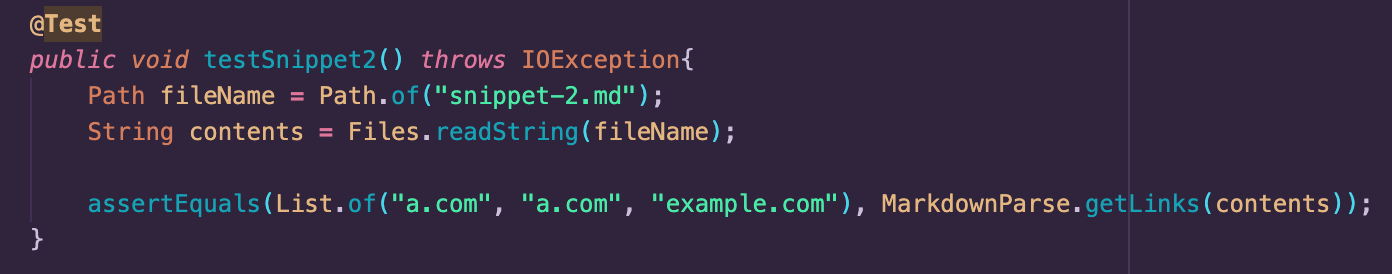 @Test
public void testSnippet2() throws IOException{
Path fileName = Path.of("snippet-2.md");
String contents = Files.readString(fileName);
assertEquals(List.of("a.com", "a.com", "example.com"), MarkdownParse.getLinks(contents));
}